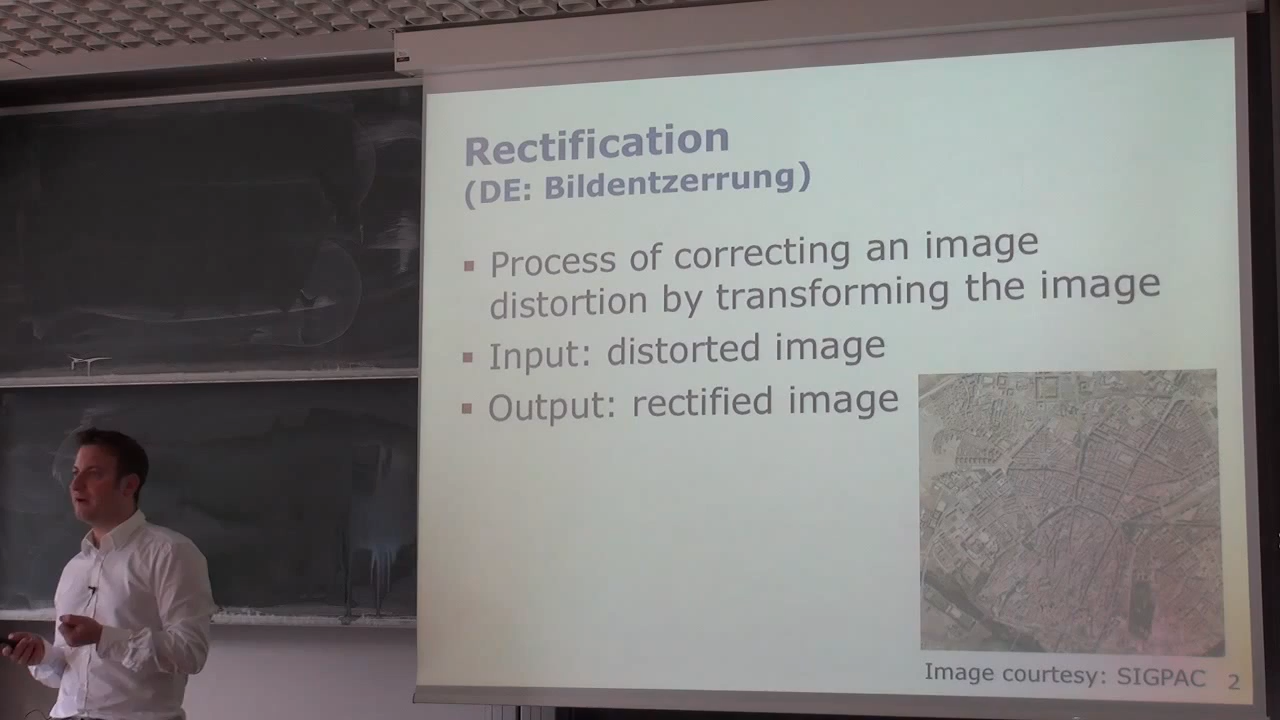 Rectification
(DE: Bildentzerrung)
Process of correcting an image
distortion by transforming the image
Input: distorted image
Output: rectified image
Image courtesy: SIGPAC
2